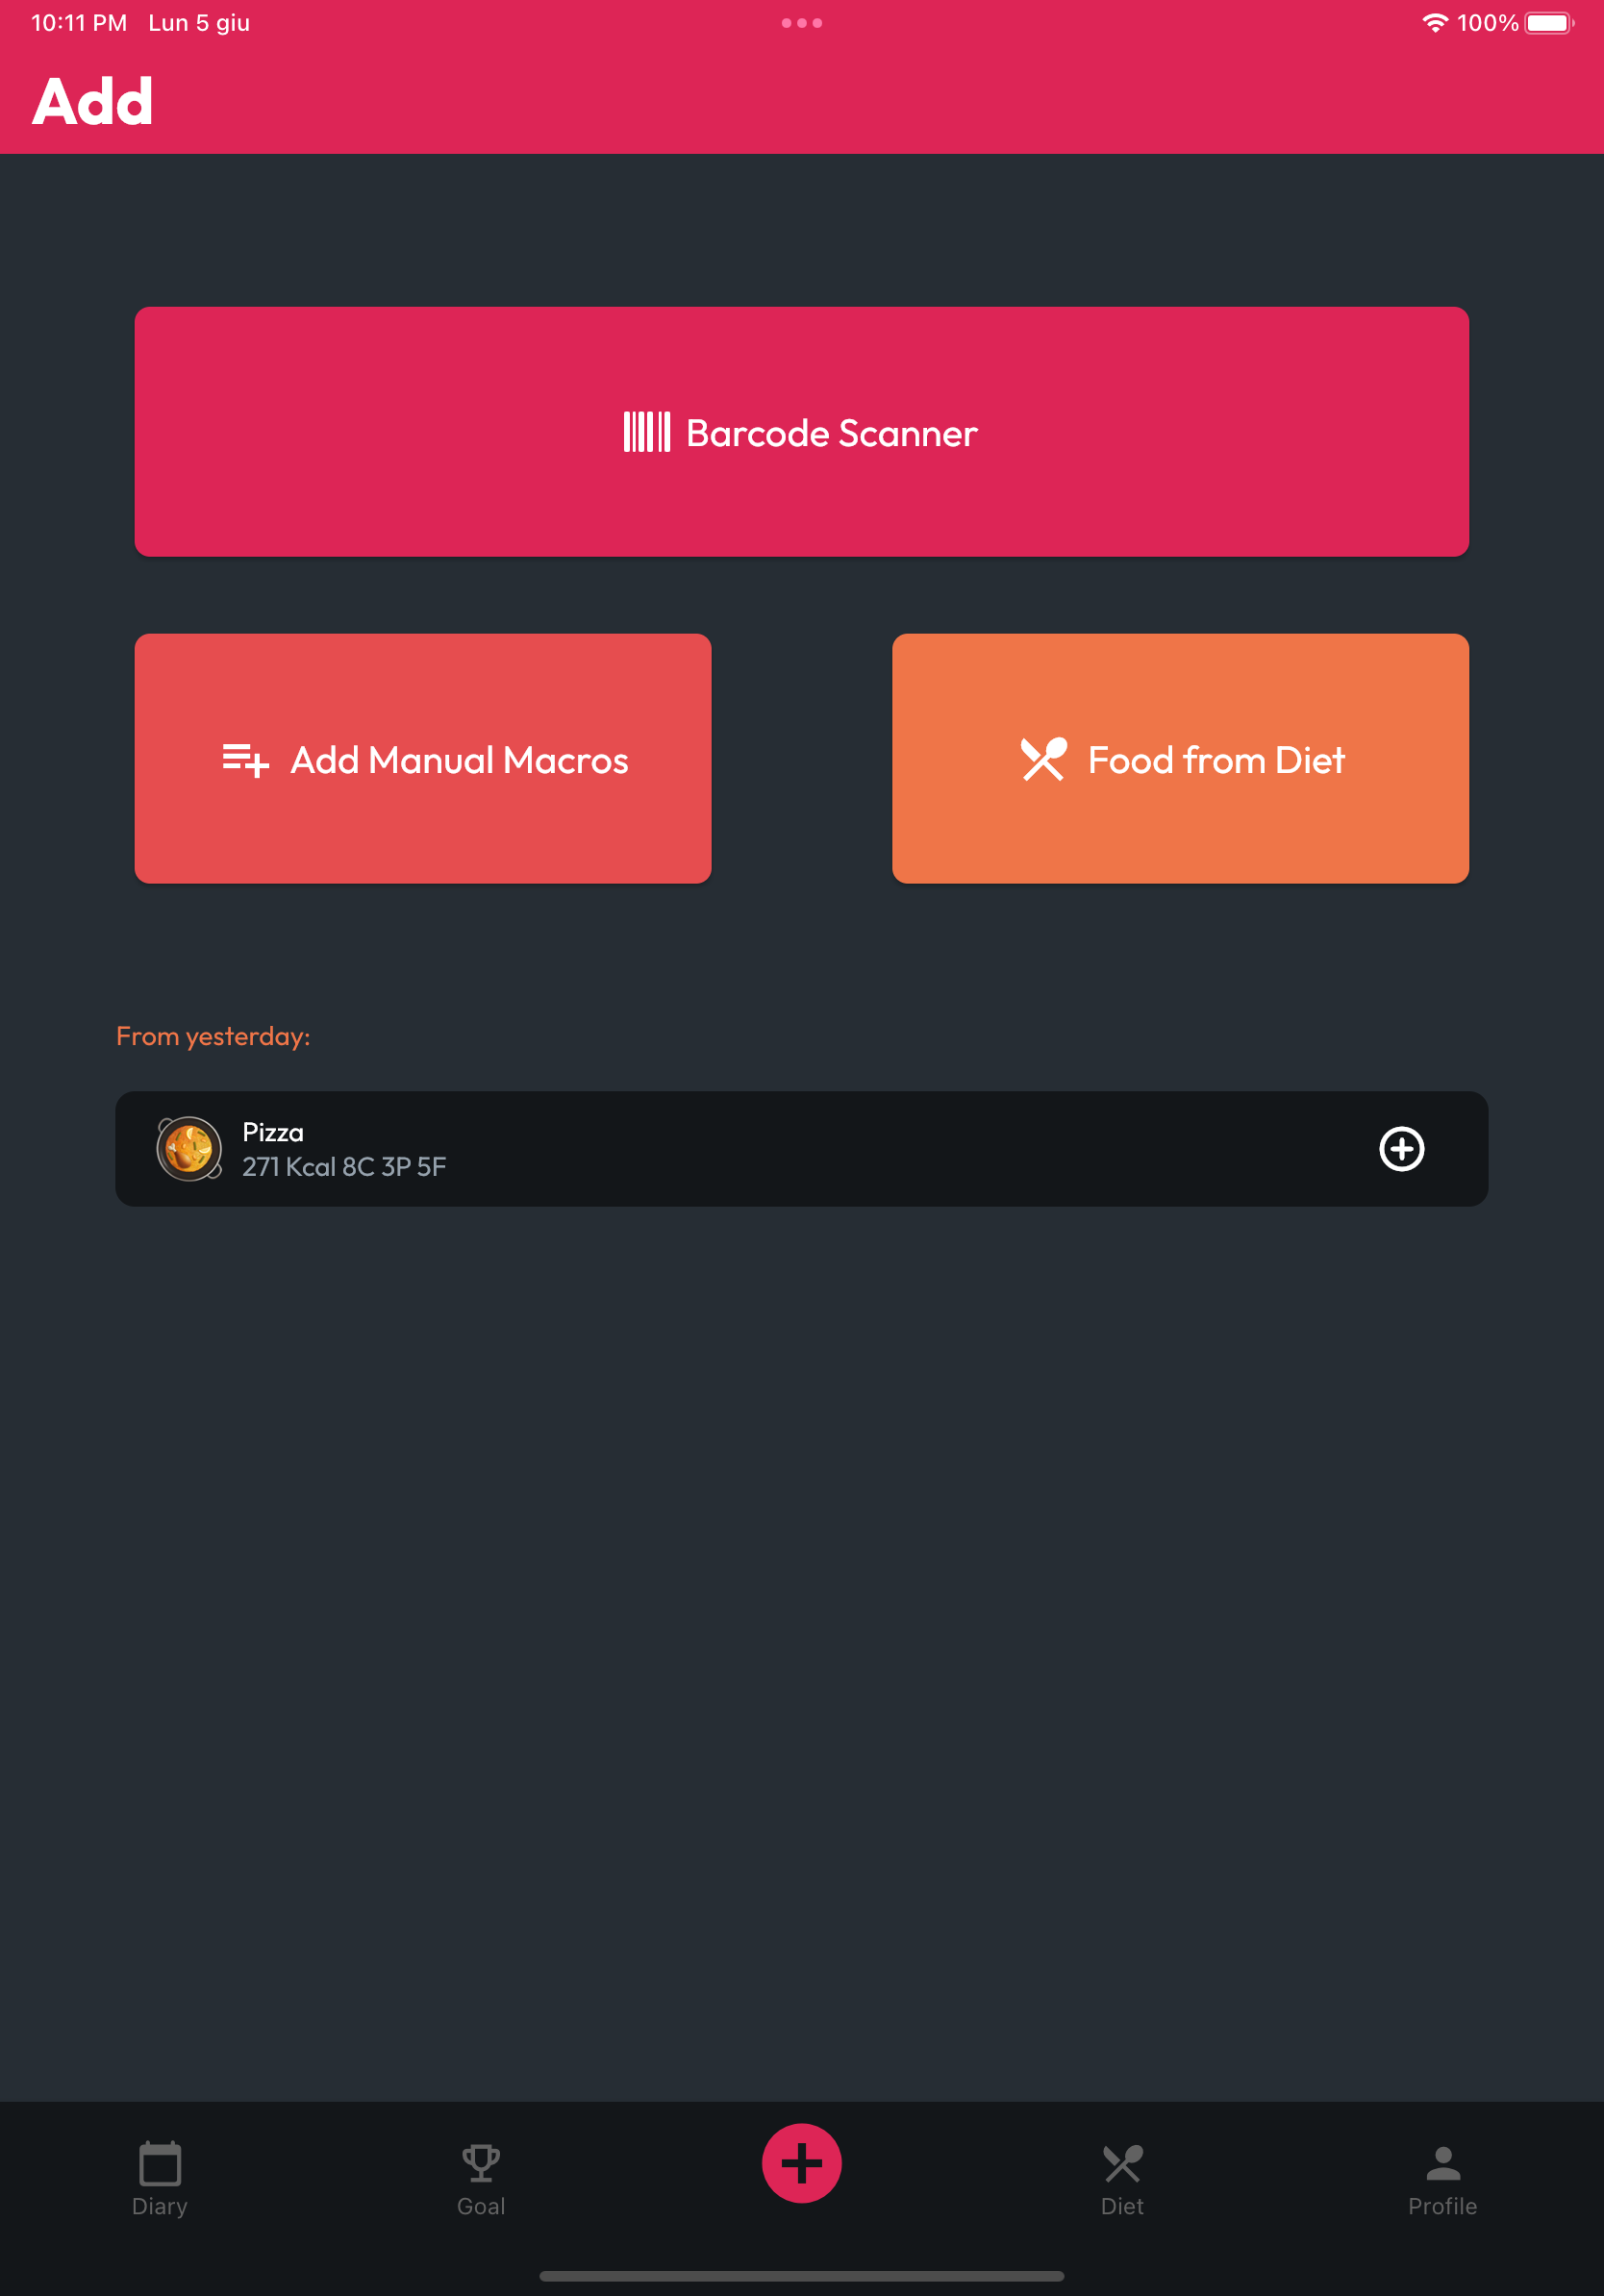 10:11 PM Lun 5 giu 100%
Add
Barcode Scanner
Add Manual Macros
Food from Diet
From yesterday:
Pizza
271 Kcal 8C 3P 5F
Diary
Goal
Diet
Profile